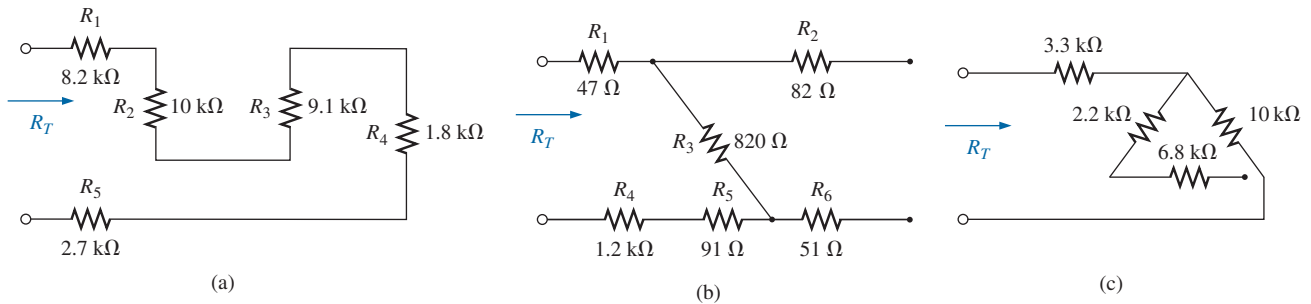 R1
8.2 kΩ
RT
R2 10 kΩ
R3 9.1 kΩ
R4 1.8 kΩ
R5
2.7 kΩ
(a)
R1
47 Ω
R2
82 Ω
RT
R3 820 Ω
R4
1.2 kΩ
R5
91 Ω
R6
51 Ω
(b)
3.3 kΩ
RT
2.2 kΩ
10 kΩ
6.8 kΩ
(c)